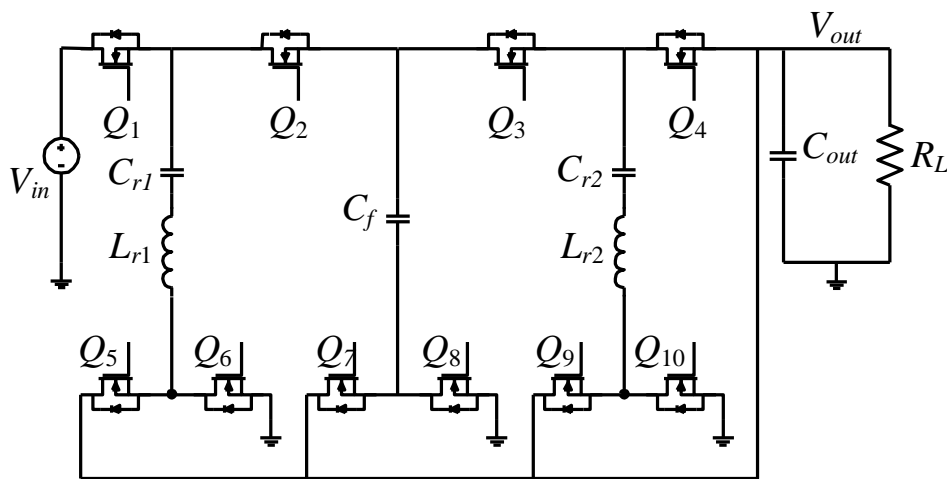 V_out
Q_1
Q_2
Q_3
Q_4
V_in
C_r1
C_r2
C_out
R_L
C_f
L_r1
L_r2
Q_5
Q_6
Q_7
Q_8
Q_9
Q_10